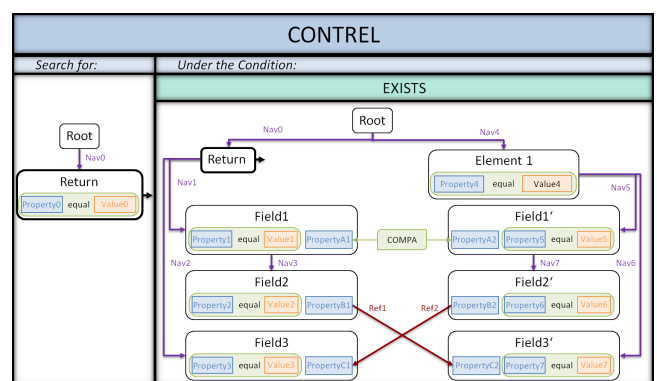 CONTREL
Search for: Under the Condition:
EXISTS
Root
Nav0
Return
Property0 equal Value0
Root
Nav0 Nav4
Return
Element 1
Property4 equal Value4
Nav1 Nav5
Field1 Field1‘
Property1 equal Value1 PropertyA1 COMPA PropertyA2 Property5 equal Value5
Nav2 Nav3 Nav7 Nav6
Field2 Field2‘
Property2 equal Value2 PropertyB1 Ref1 Ref2 PropertyB2 Property6 equal Value6
Field3 Field3‘
Property3 equal Value3 PropertyC1 PropertyC2 Property7 equal Value7